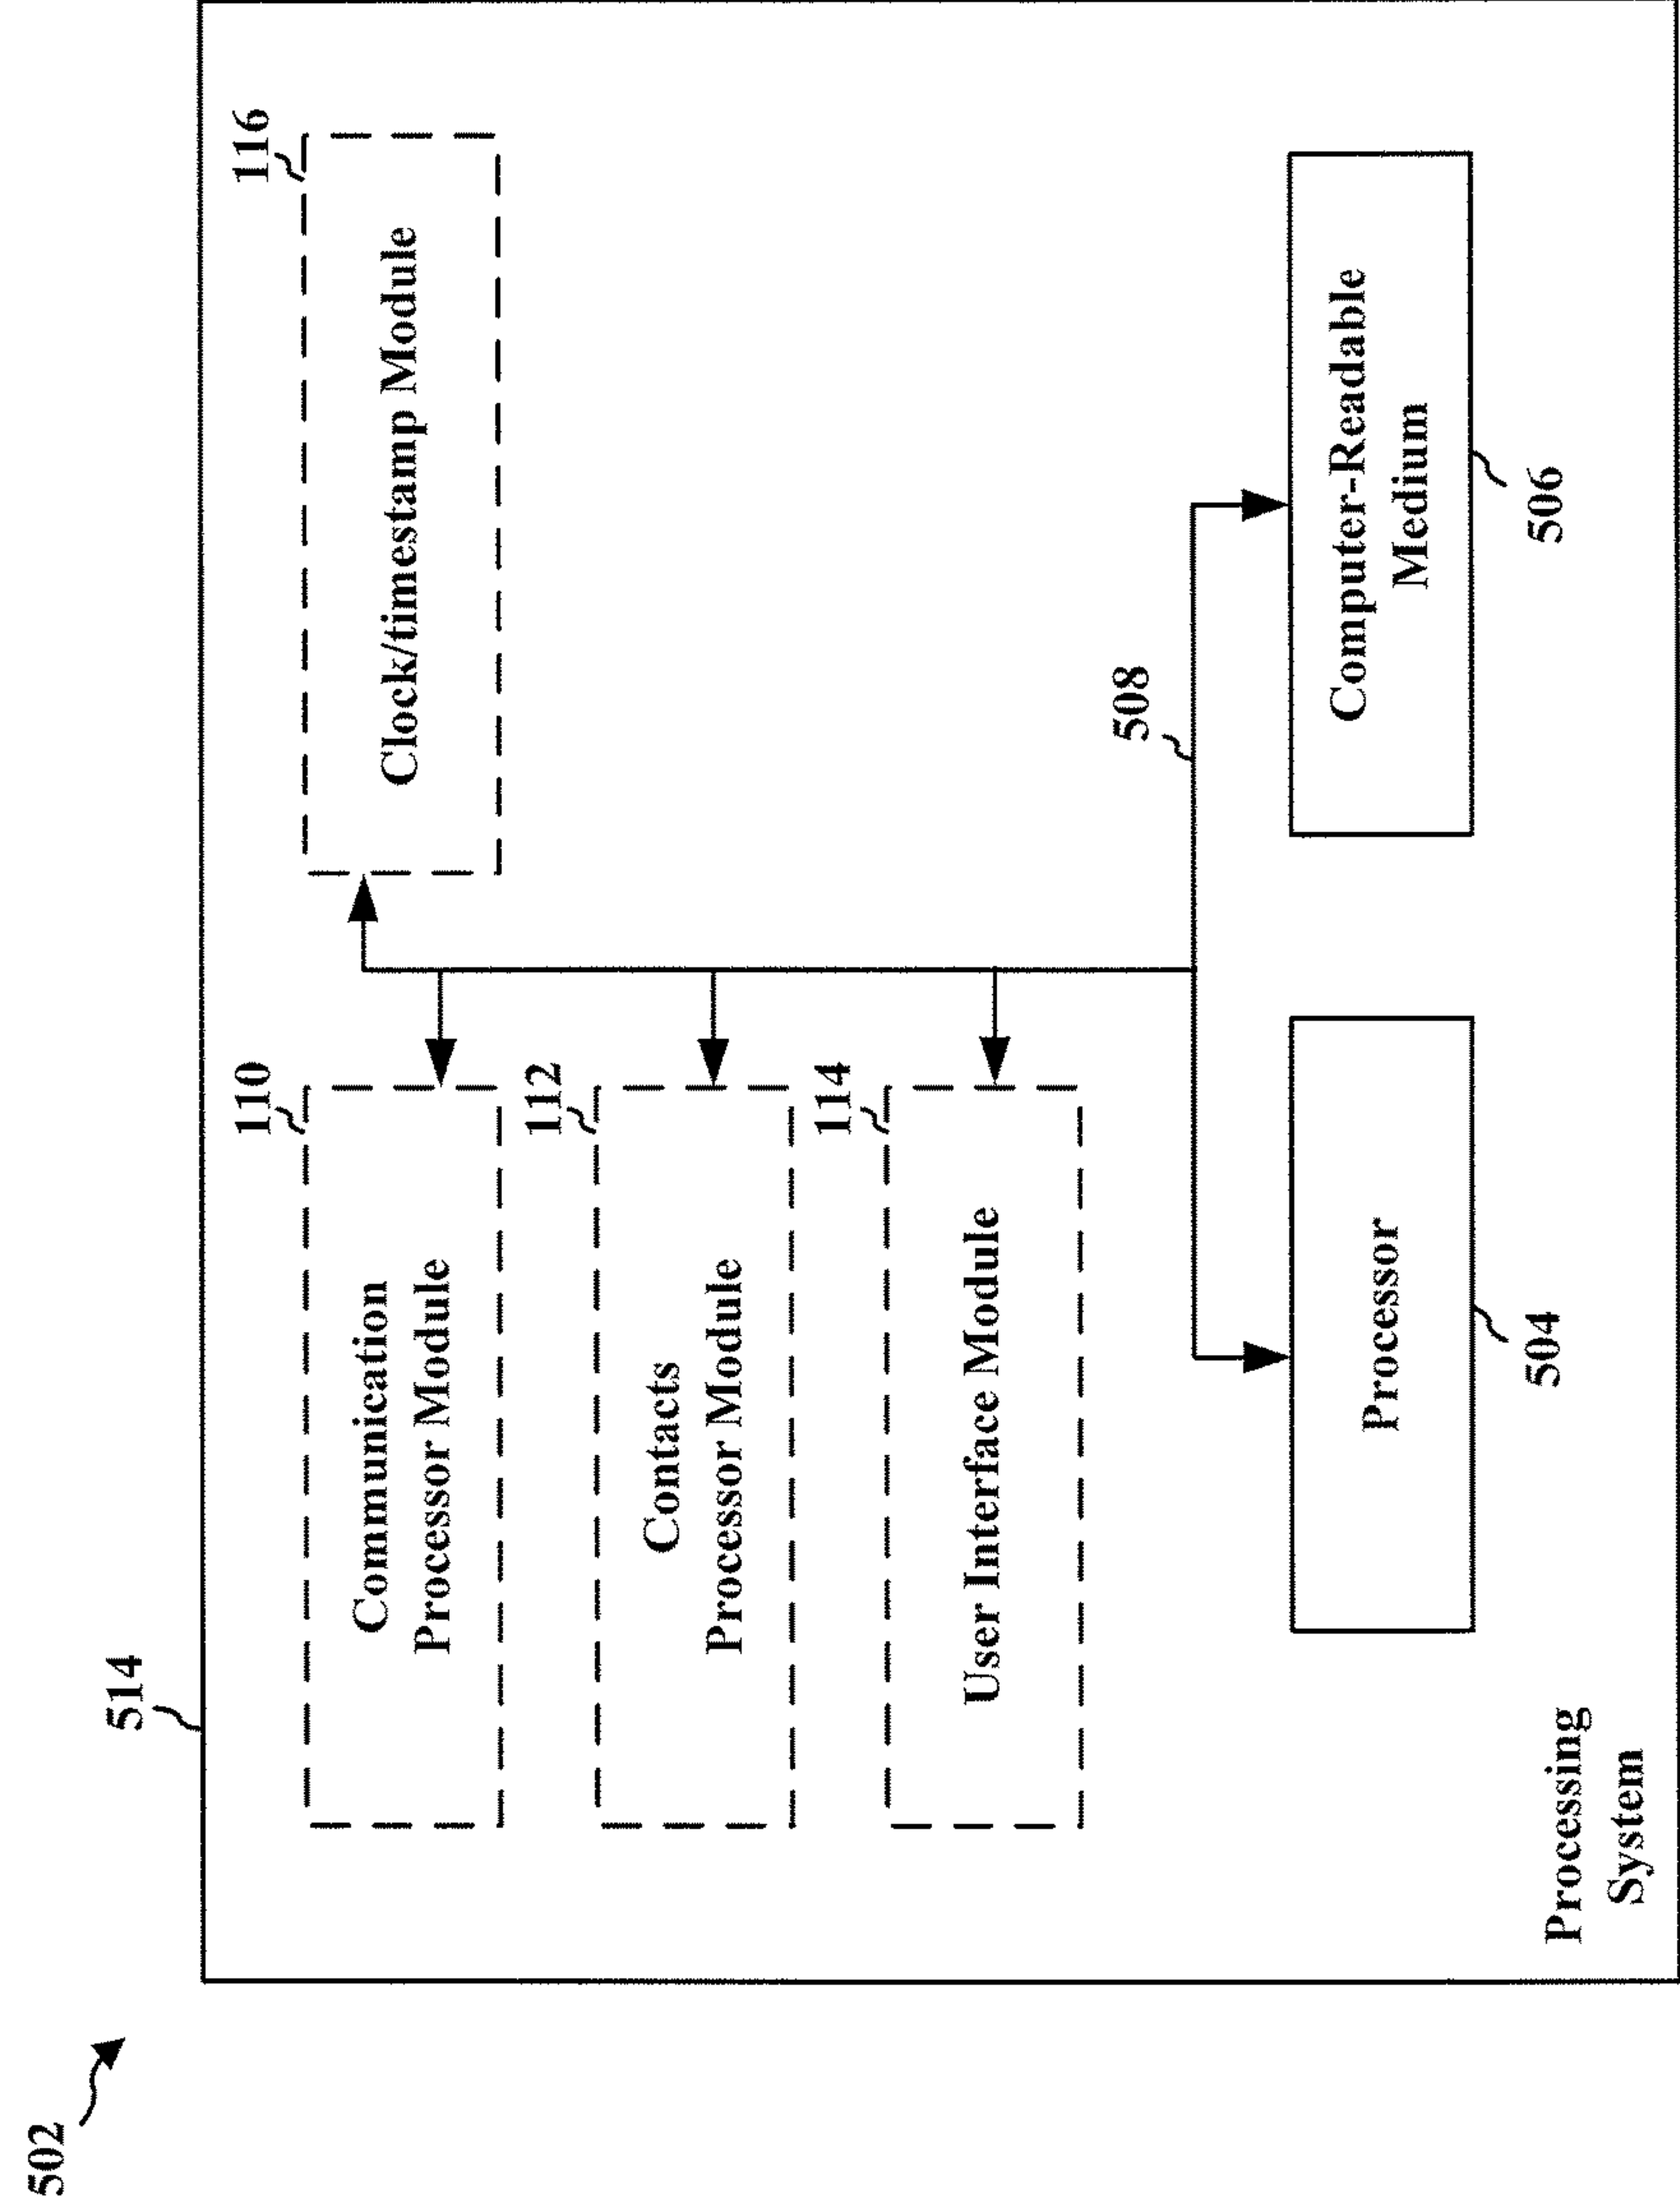 502
514
110
Communication
Processor Module
116
Clock/timestamp Module
112
Contacts
Processor Module
114
User Interface Module
508
Processor
504
Computer-Readable
Medium
506
Processing
System